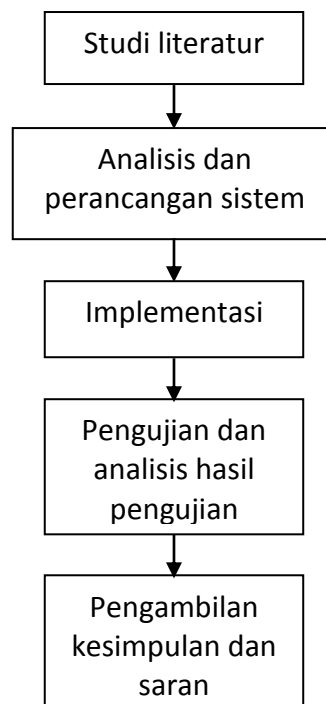 Studi literatur
Analisis dan
perancangan sistem
Implementasi
Pengujian dan
analisis hasil
pengujian
Pengambilan
kesimpulan dan
saran